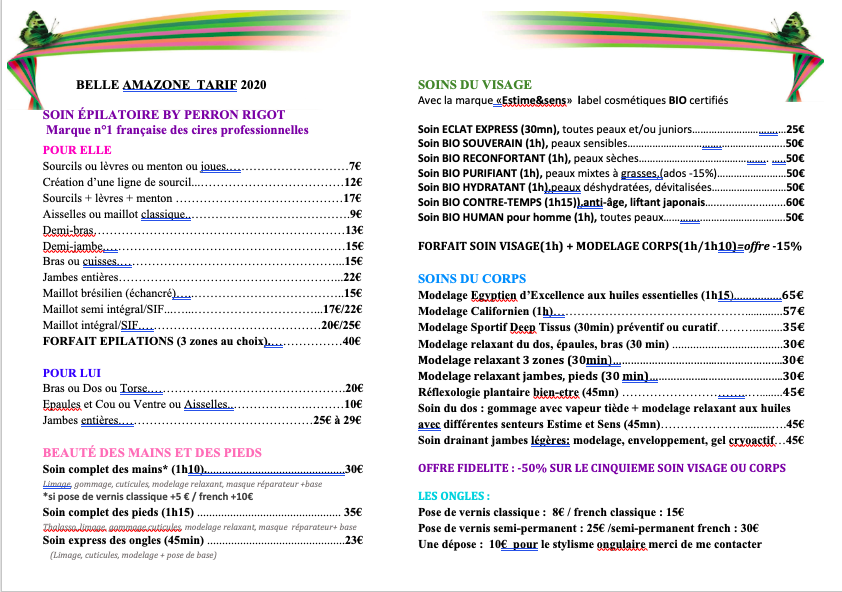 BELLE AMAZONE TARIF 2020
SOIN ÉPILATOIRE BY PERRON RIGOT
Marque n°1 française des cires professionnelles
POUR ELLE
Sourcils ou lèvres ou menton ou joues……………………7€
Création d’une ligne de sourcil………………………………12€
Sourcils + lèvres + menton ……………………………………17€
Aisselles ou maillot classique……………………………………9€
Demi-bras………………………………………………………13€
Demi-jambe……………………………………………………15€
Bras ou cuisses…………………………………………………15€
Jambes entières…………………………………………………22€
Maillot brésilien (échancré)……………………………………15€
Maillot semi intégral/SIF……………………………………17€/22€
Maillot intégral/SIF…………………………………………20€/25€
FORFAIT EPILATIONS (3 zones au choix)…………………40€
POUR LUI
Bras ou Dos ou Torse……………………………………………20€
Epaules et Cou ou Ventre ou Aisselles…………………………10€
Jambes entières………………………………………………25€ à 29€
BEAUTÉ DES MAINS ET DES PIEDS
Soin complet des mains* (1h10)...................................................30€
Limage, gommage, cuticules, modelage relaxant, masque réparateur +base
*si pose de vernis classique +5 € / french +10€
Soin complet des pieds (1h15) ................................................... 35€
Thalasso,limage, gommage,cuticules, modelage relaxant, masque réparateur+ base
Soin express des ongles (45min) ................................................23€
(Limage, cuticules, modelage + pose de base)
SOINS DU VISAGE
Avec la marque «Estime&sens» label cosmétiques BIO certifiés
Soin ECLAT EXPRESS (30mn), toutes peaux et/ou juniors……………………25€
Soin BIO SOUVERAIN (1h), peaux sensibles………………………………………50€
Soin BIO RECONFORTANT (1h), peaux sèches…………………………… ……50€
Soin BIO PURIFIANT (1h), peaux mixtes à grasses,(ados -15%)………………50€
Soin BIO HYDRATANT (1h),peaux déshydratées, dévitalisées…………………50€
Soin BIO CONTRE-TEMPS (1h15)),anti-âge, liftant japonais……………………60€
Soin BIO HUMAN pour homme (1h), toutes peaux………………………………50€
FORFAIT SOIN VISAGE(1h) + MODELAGE CORPS(1h/1h10)=offre -15%
SOINS DU CORPS
Modelage Egyptien d’Excellence aux huiles essentielles (1h15)...............65€
Modelage Californien (1h)………………………………………………………57€
Modelage Sportif Deep Tissus (30min) préventif ou curatif………………35€
Modelage relaxant du dos, épaules, bras (30 min) …………………………30€
Modelage relaxant 3 zones (30min)……………………………………………30€
Modelage relaxant jambes, pieds (30 min)……………………………………30€
Réflexologie plantaire bien-etre (45mn) ………………………………………45€
Soin du dos : gommage avec vapeur tiède + modelage relaxant aux huiles
avec différentes senteurs Estime et Sens (45mn)……………………………45€
Soin drainant jambes légères: modelage, enveloppement, gel cryoactif…45€
OFFRE FIDELITE : -50% SUR LE CINQUIEME SOIN VISAGE OU CORPS
LES ONGLES :
Pose de vernis classique : 8€ / french classique : 15€
Pose de vernis semi-permanent : 25€ /semi-permanent french : 30€
Une dépose : 10€ pour le stylisme ongulaire merci de me contacter